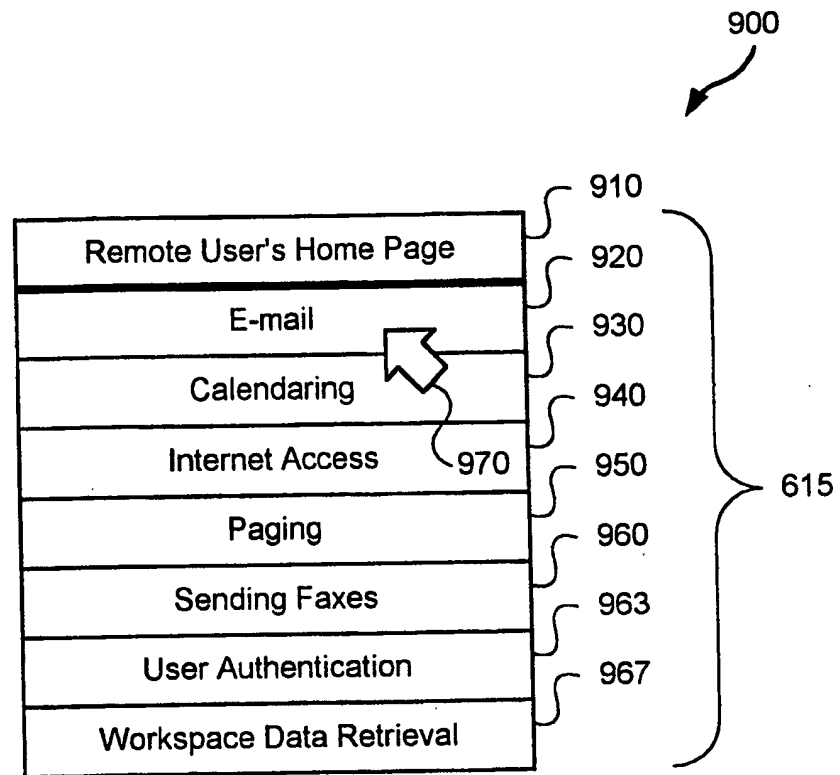 900
910
Remote User's Home Page
920
E-mail
930
Calendaring
940
Internet Access
970
950
615
Paging
960
Sending Faxes
963
User Authentication
967
Workspace Data Retrieval